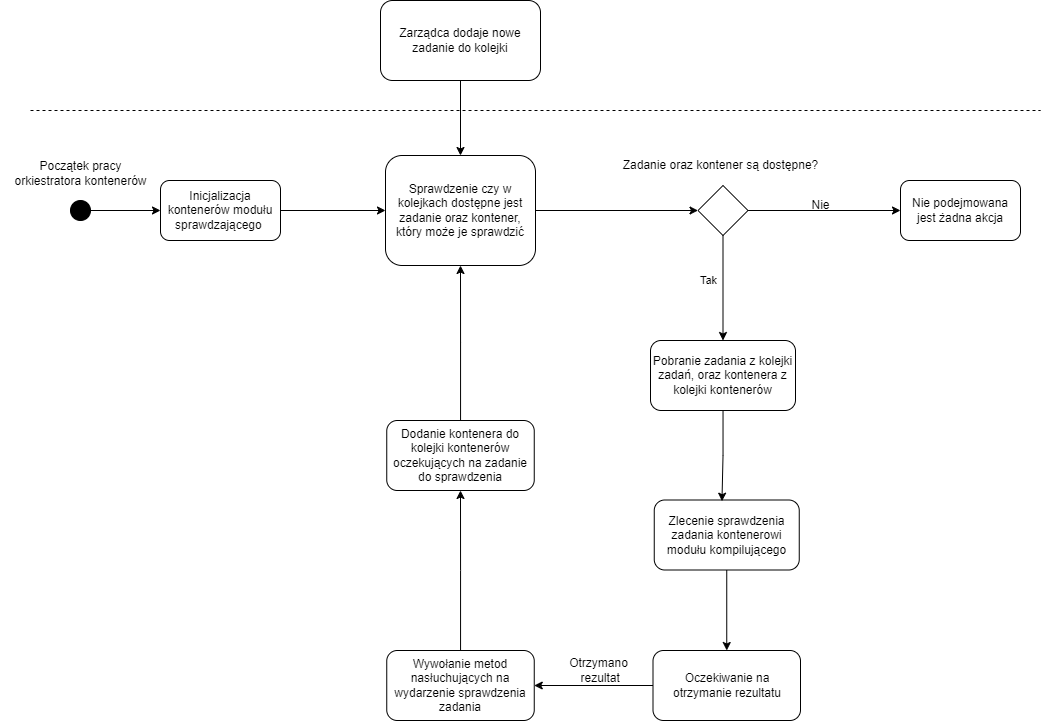 Zarządca dodaje nowe
zadanie do kolejki
Początek pracy
orkiestratora kontenerów
Inicjalizacja
kontenerów modułu
sprawdzającego
Sprawdzenie czy w
kolejkach dostępne jest
zadanie oraz kontener,
który może je sprawdzić
Zadanie oraz kontener są dostępne?
Nie
Nie podejmowana
jest żadna akcja
Tak
Pobranie zadania z kolejki
zadań, oraz kontenera z
kolejki kontenerów
Zlecenie sprawdzenia
zadania kontenerowi
modułu kompilującego
Oczekiwanie na
otrzymanie rezultatu
Otrzymano
rezultat
Wywołanie metod
nasłuchujących na
wydarzenie sprawdzenia
zadania
Dodanie kontenera do
kolejki kontenerów
oczekujących na zadanie
do sprawdzenia